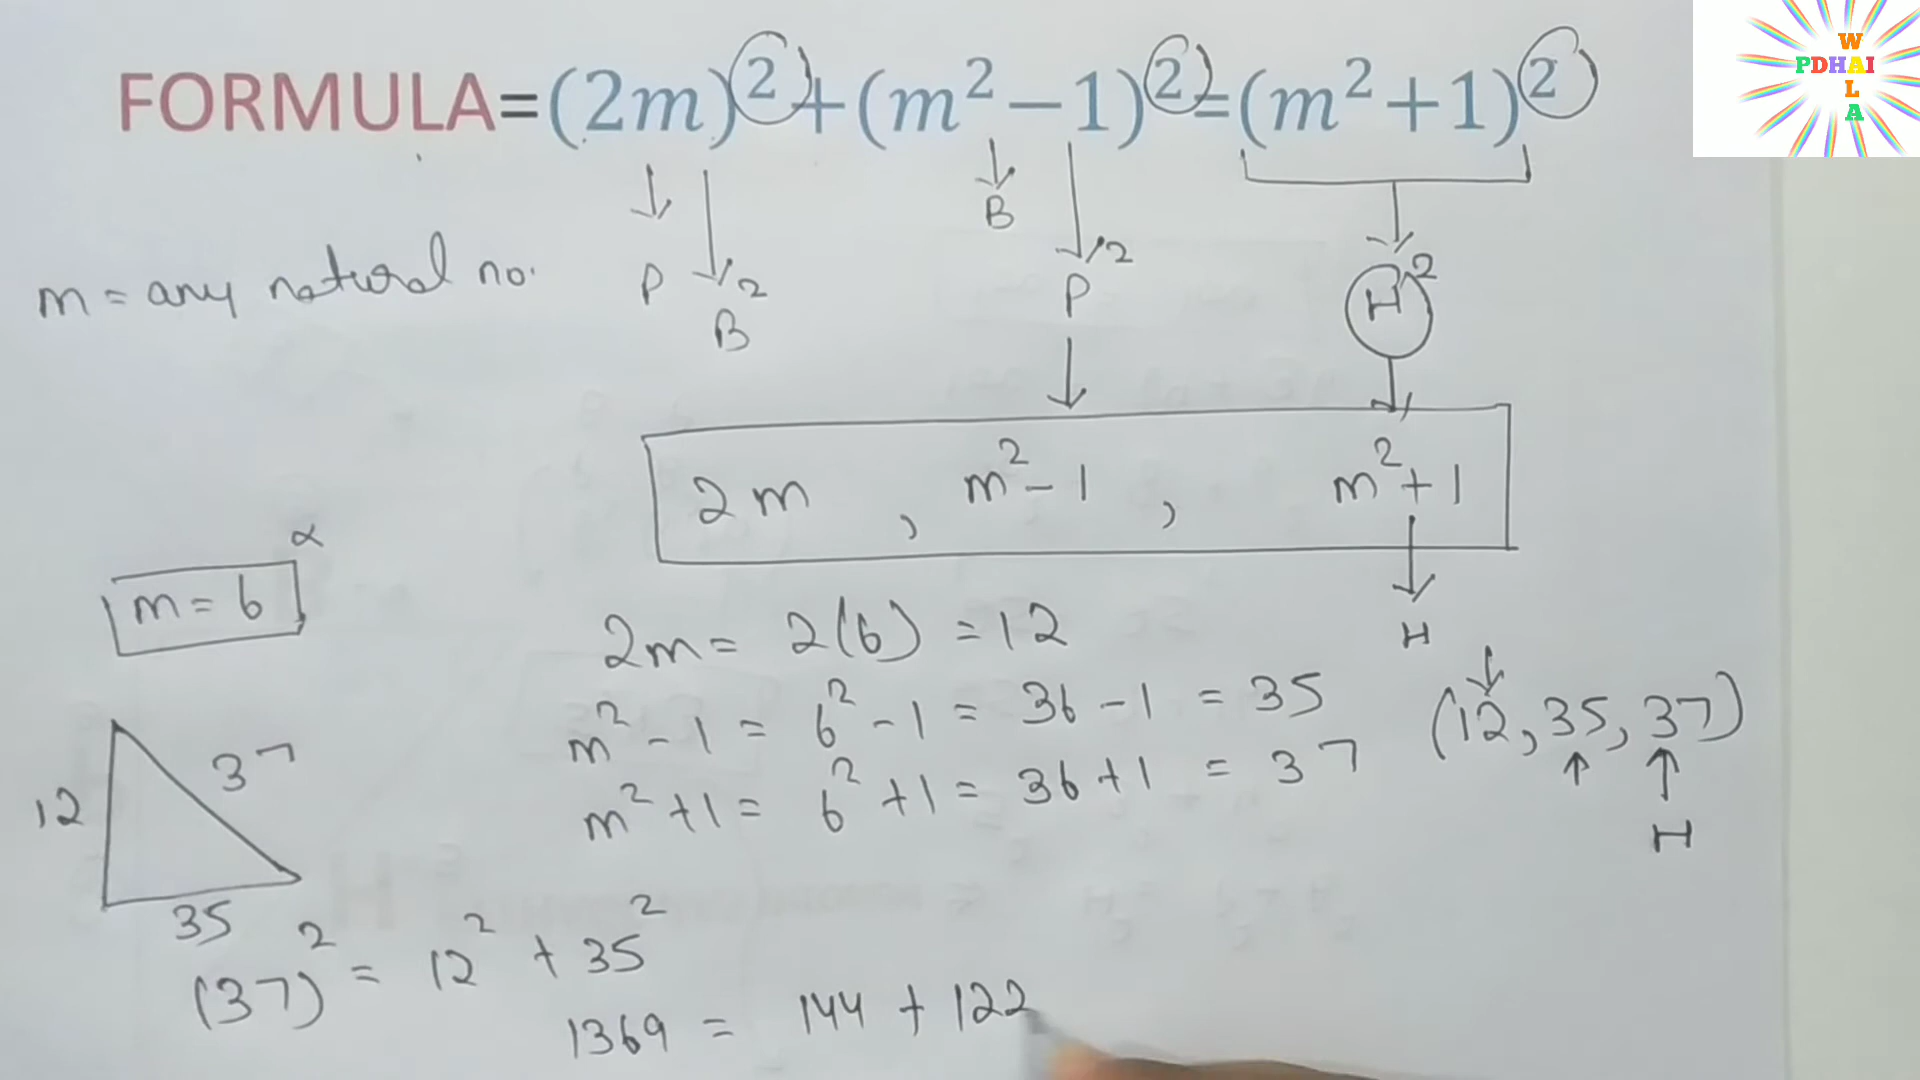 FORMULA=(2m)²+(m²−1)²=(m²+1)²
W
PDHAI
L
A
m = any natural no.
P B²
B P²
H²
2m , m²-1 , m²+1
H
α
m = 6
2m = 2(6) = 12
m²-1 = 6²-1 = 36-1 = 35
m²+1 = 6²+1 = 36+1 = 37
(12, 35, 37)
H
12 37
35
(37)² = 12² + 35²
1369 = 144 + 122